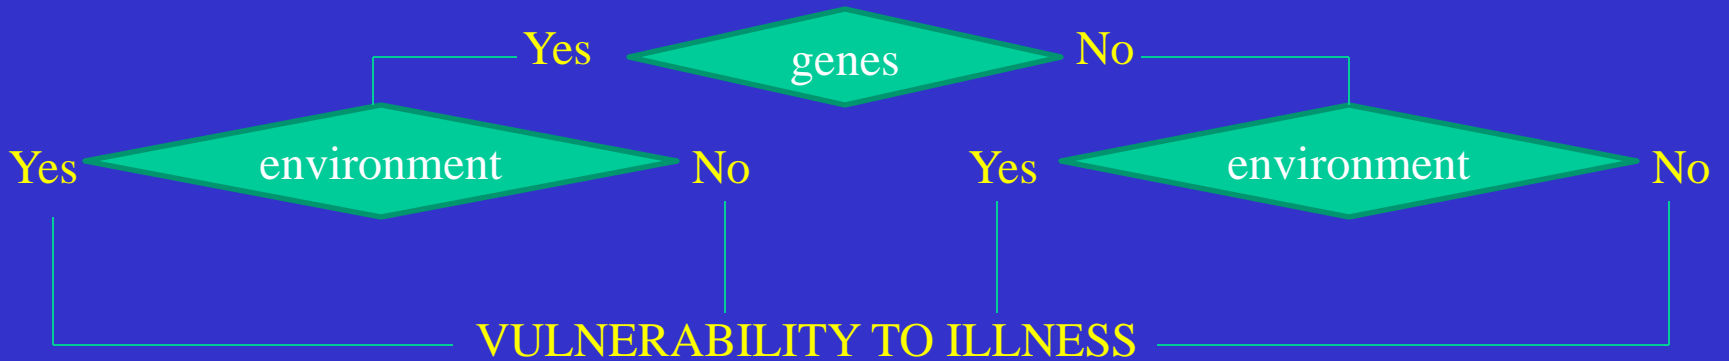 Yes genes No
Yes environment No Yes environment No
VULNERABILITY TO ILLNESS